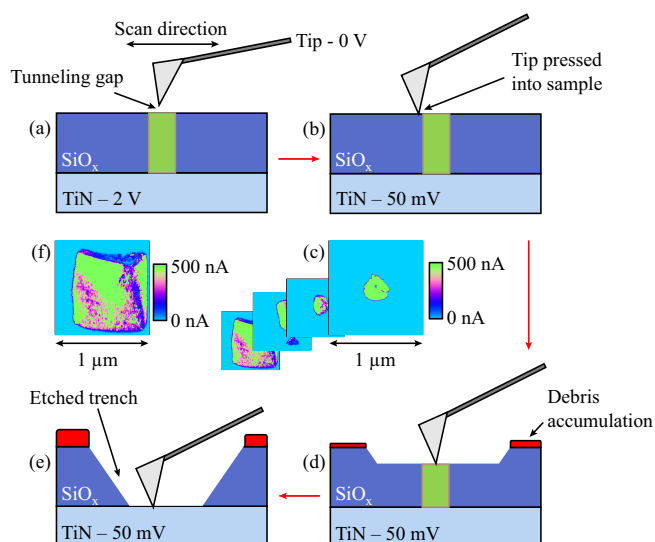 Scan direction
Tip - 0 V
Tunneling gap
Tip pressed
into sample
(a)
(b)
SiOₓ
SiOₓ
TiN – 2 V
TiN – 50 mV
(f)
(c)
500 nA
500 nA
0 nA
0 nA
1 µm
1 µm
Etched trench
Debris
accumulation
(e)
(d)
SiOₓ
SiOₓ
TiN – 50 mV
TiN – 50 mV